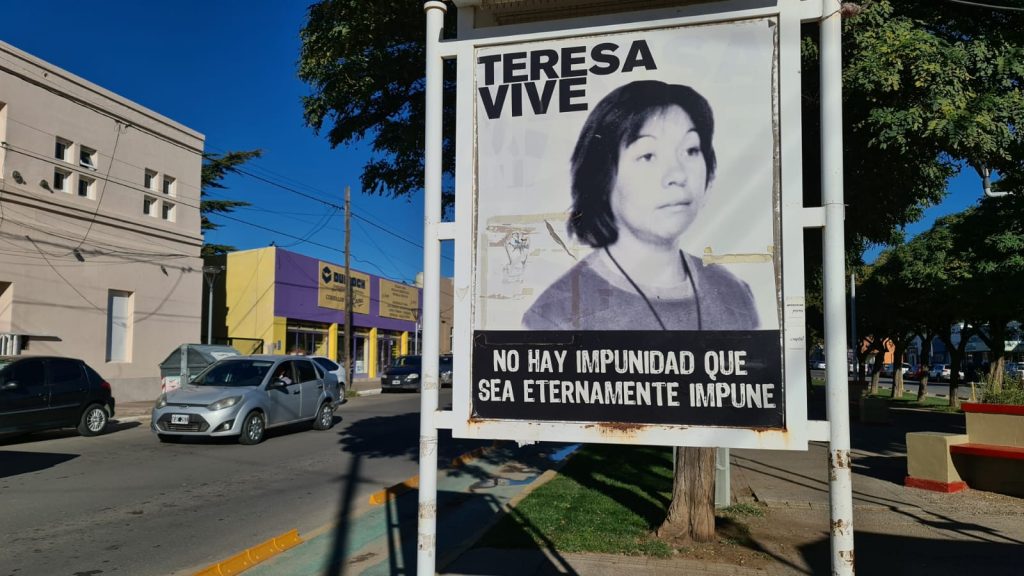 TERESA
VIVE
NO HAY IMPUNIDAD QUE
SEA ETERNAMENTE IMPUNE